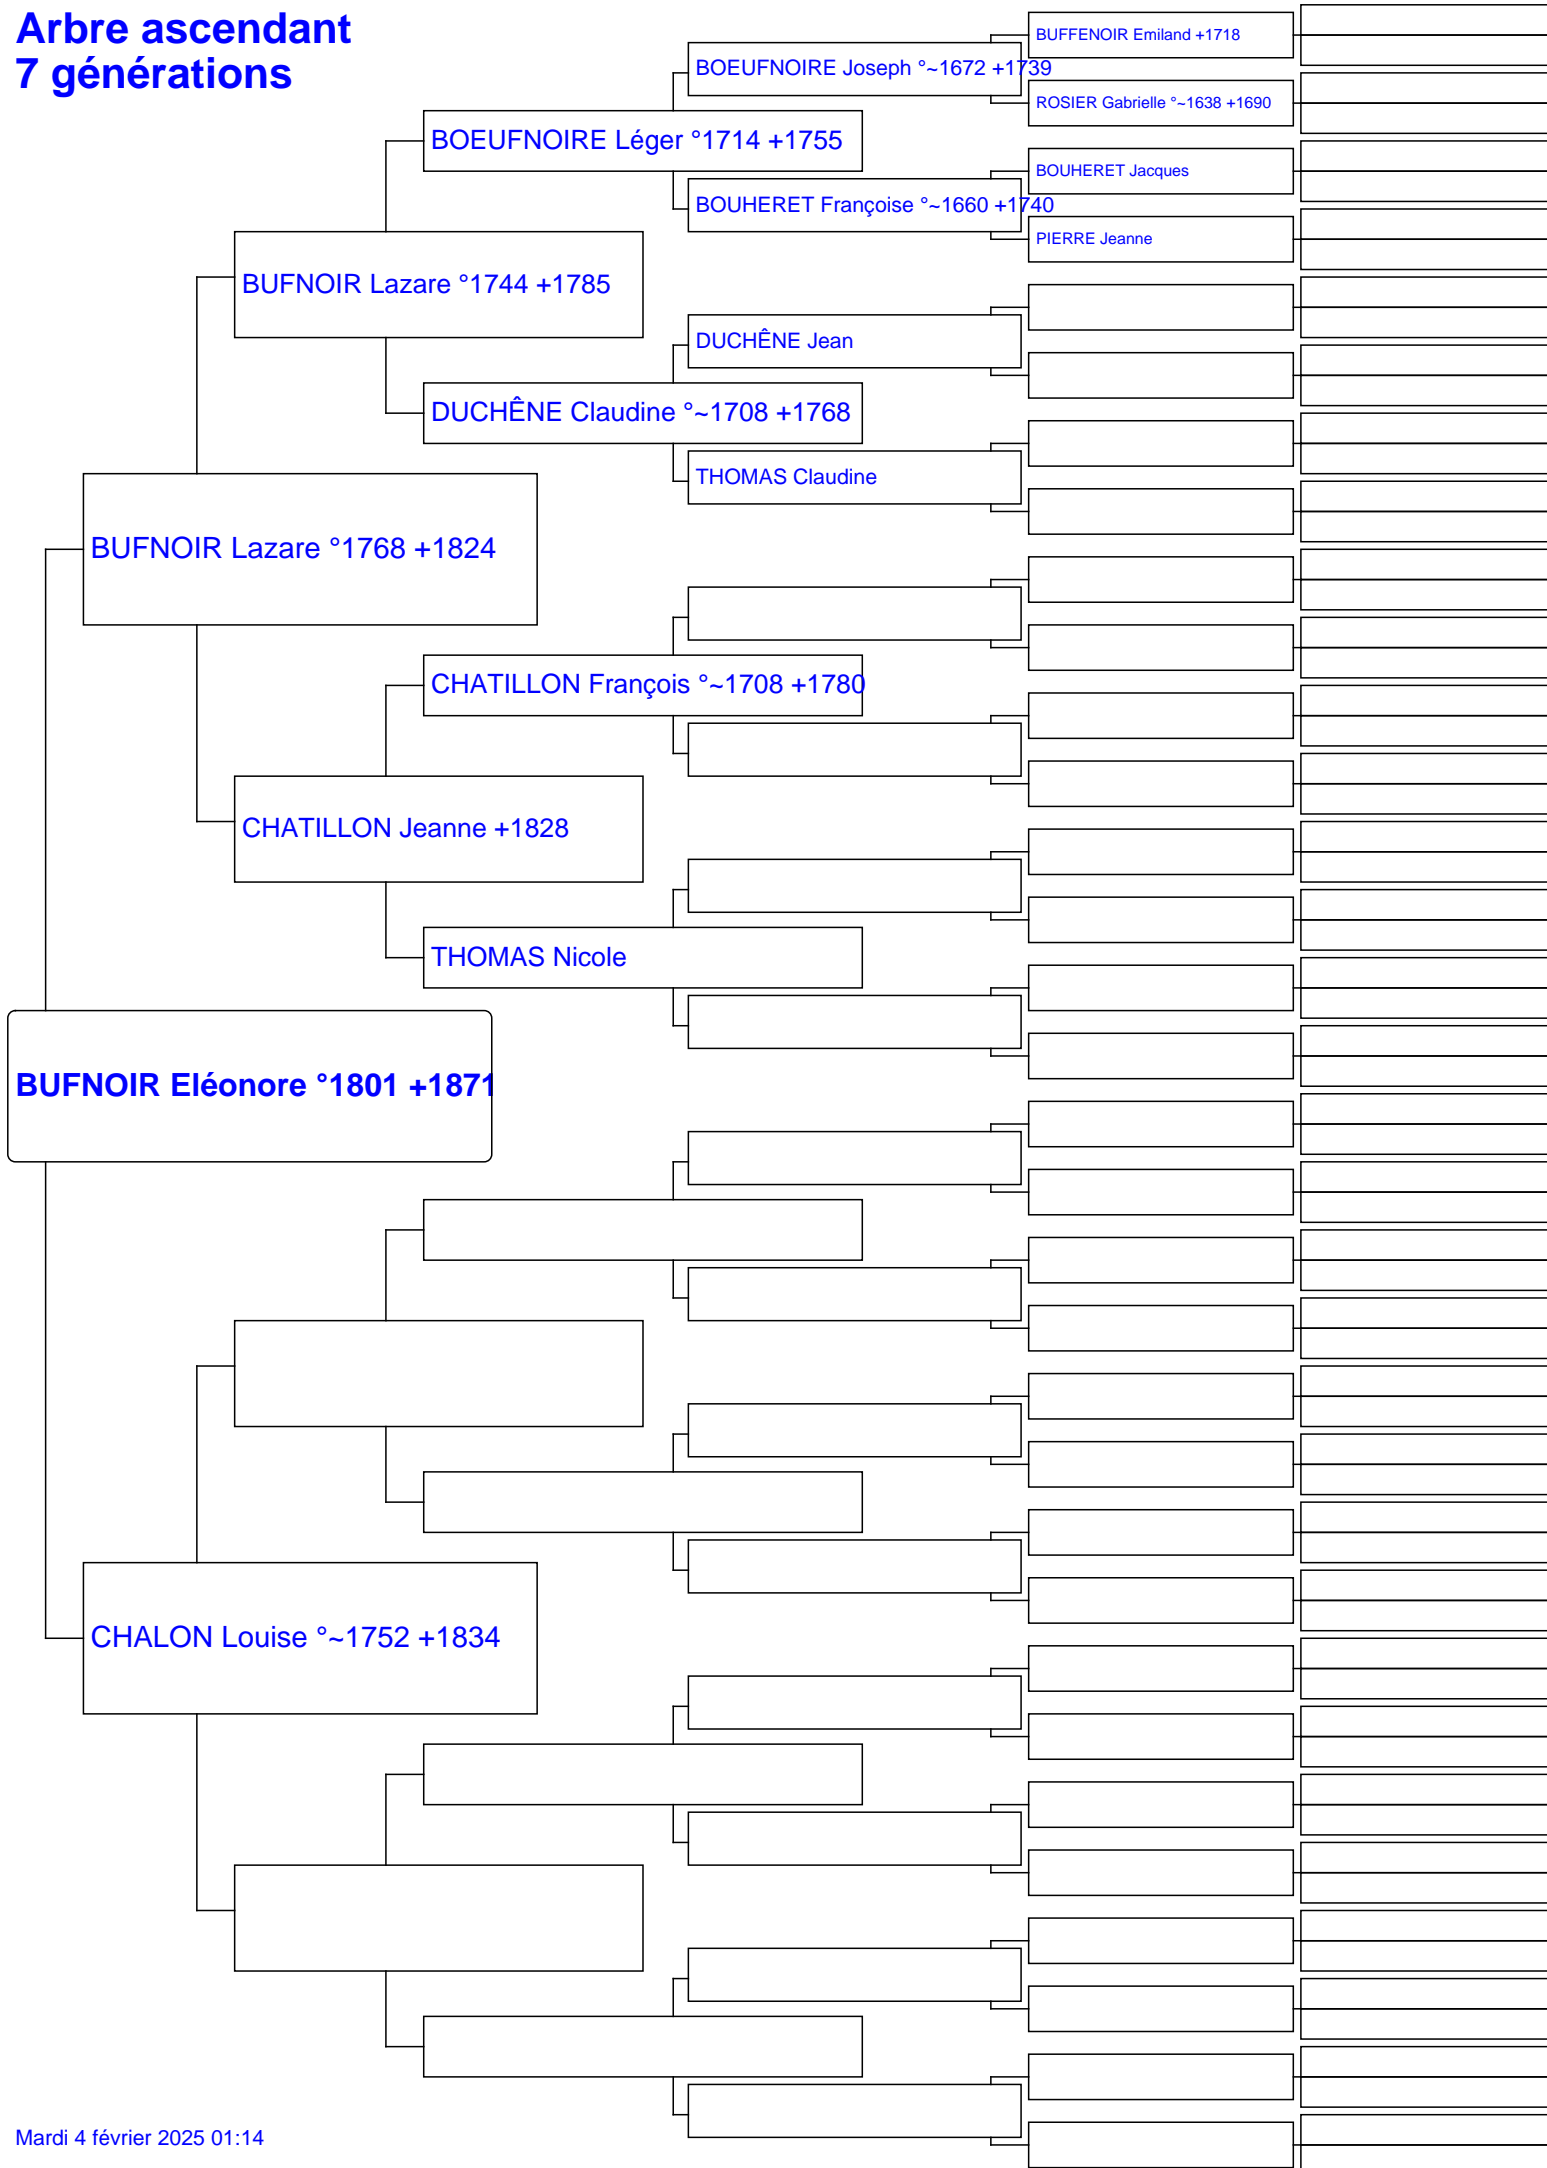 Arbre ascendant
7 générations
BUFFENOIR Emiland +1718
BOEUFNOIRE Joseph °~1672 +1739
ROSIER Gabrielle °~1638 +1690
BOEUFNOIRE Léger °1714 +1755
BOUHERET Jacques
BOUHERET Françoise °~1660 +1740
PIERRE Jeanne
BUFNOIR Lazare °1744 +1785
DUCHÊNE Jean
DUCHÊNE Claudine °~1708 +1768
THOMAS Claudine
BUFNOIR Lazare °1768 +1824
CHATILLON François °~1708 +1780
CHATILLON Jeanne +1828
THOMAS Nicole
BUFNOIR Eléonore °1801 +1871
CHALON Louise °~1752 +1834
Mardi 4 février 2025 01:14